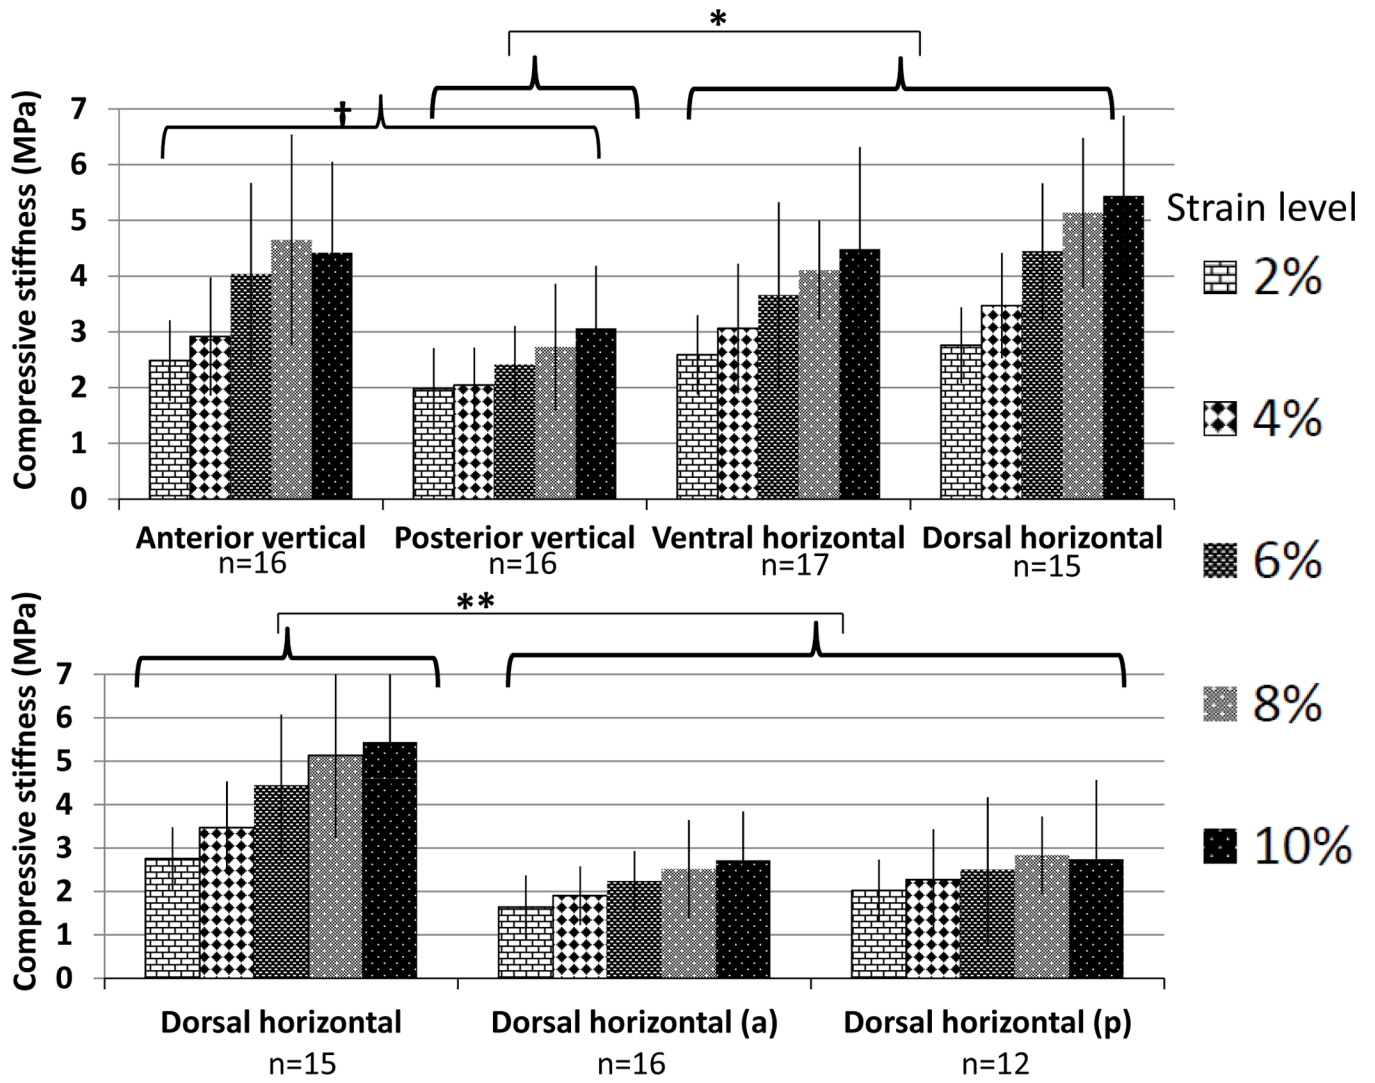 *
†
Compressive stiffness (MPa)
7
6
5
4
3
2
1
0
Anterior vertical
n=16
Posterior vertical
n=16
Ventral horizontal
n=17
Dorsal horizontal
n=15
Strain level
2%
4%
6%
8%
10%
**
Compressive stiffness (MPa)
7
6
5
4
3
2
1
0
Dorsal horizontal
n=15
Dorsal horizontal (a)
n=16
Dorsal horizontal (p)
n=12